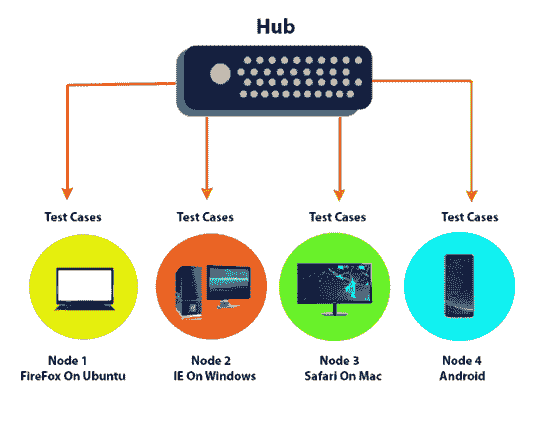 Hub
Test Cases
Test Cases
Test Cases
Test Cases
Node 1
FireFox On Ubuntu
Node 2
IE On Windows
Node 3
Safari On Mac
Node 4
Android